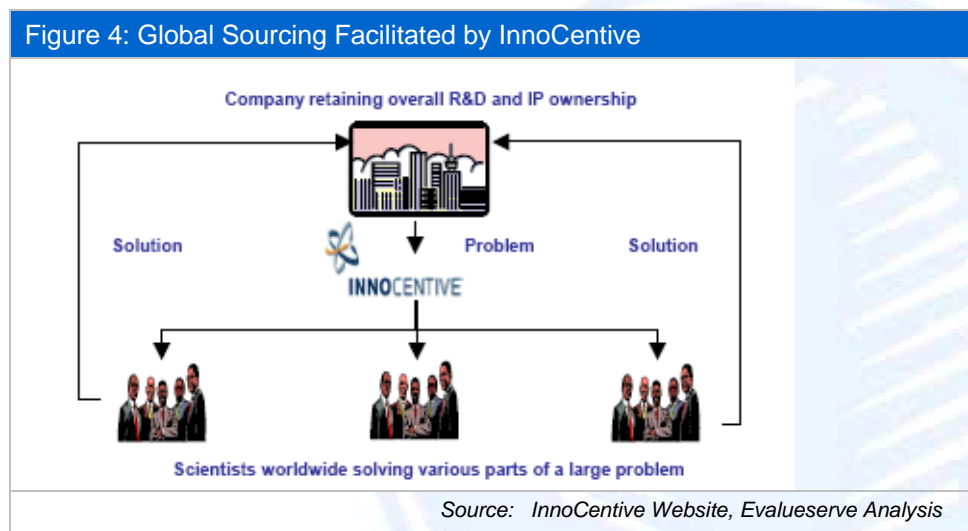 Figure 4: Global Sourcing Facilitated by InnoCentive
Company retaining overall R&D and IP ownership
Solution
Problem
Solution
INNOCENTIVE
Scientists worldwide solving various parts of a large problem
Source: InnoCentive Website, Evalueserve Analysis